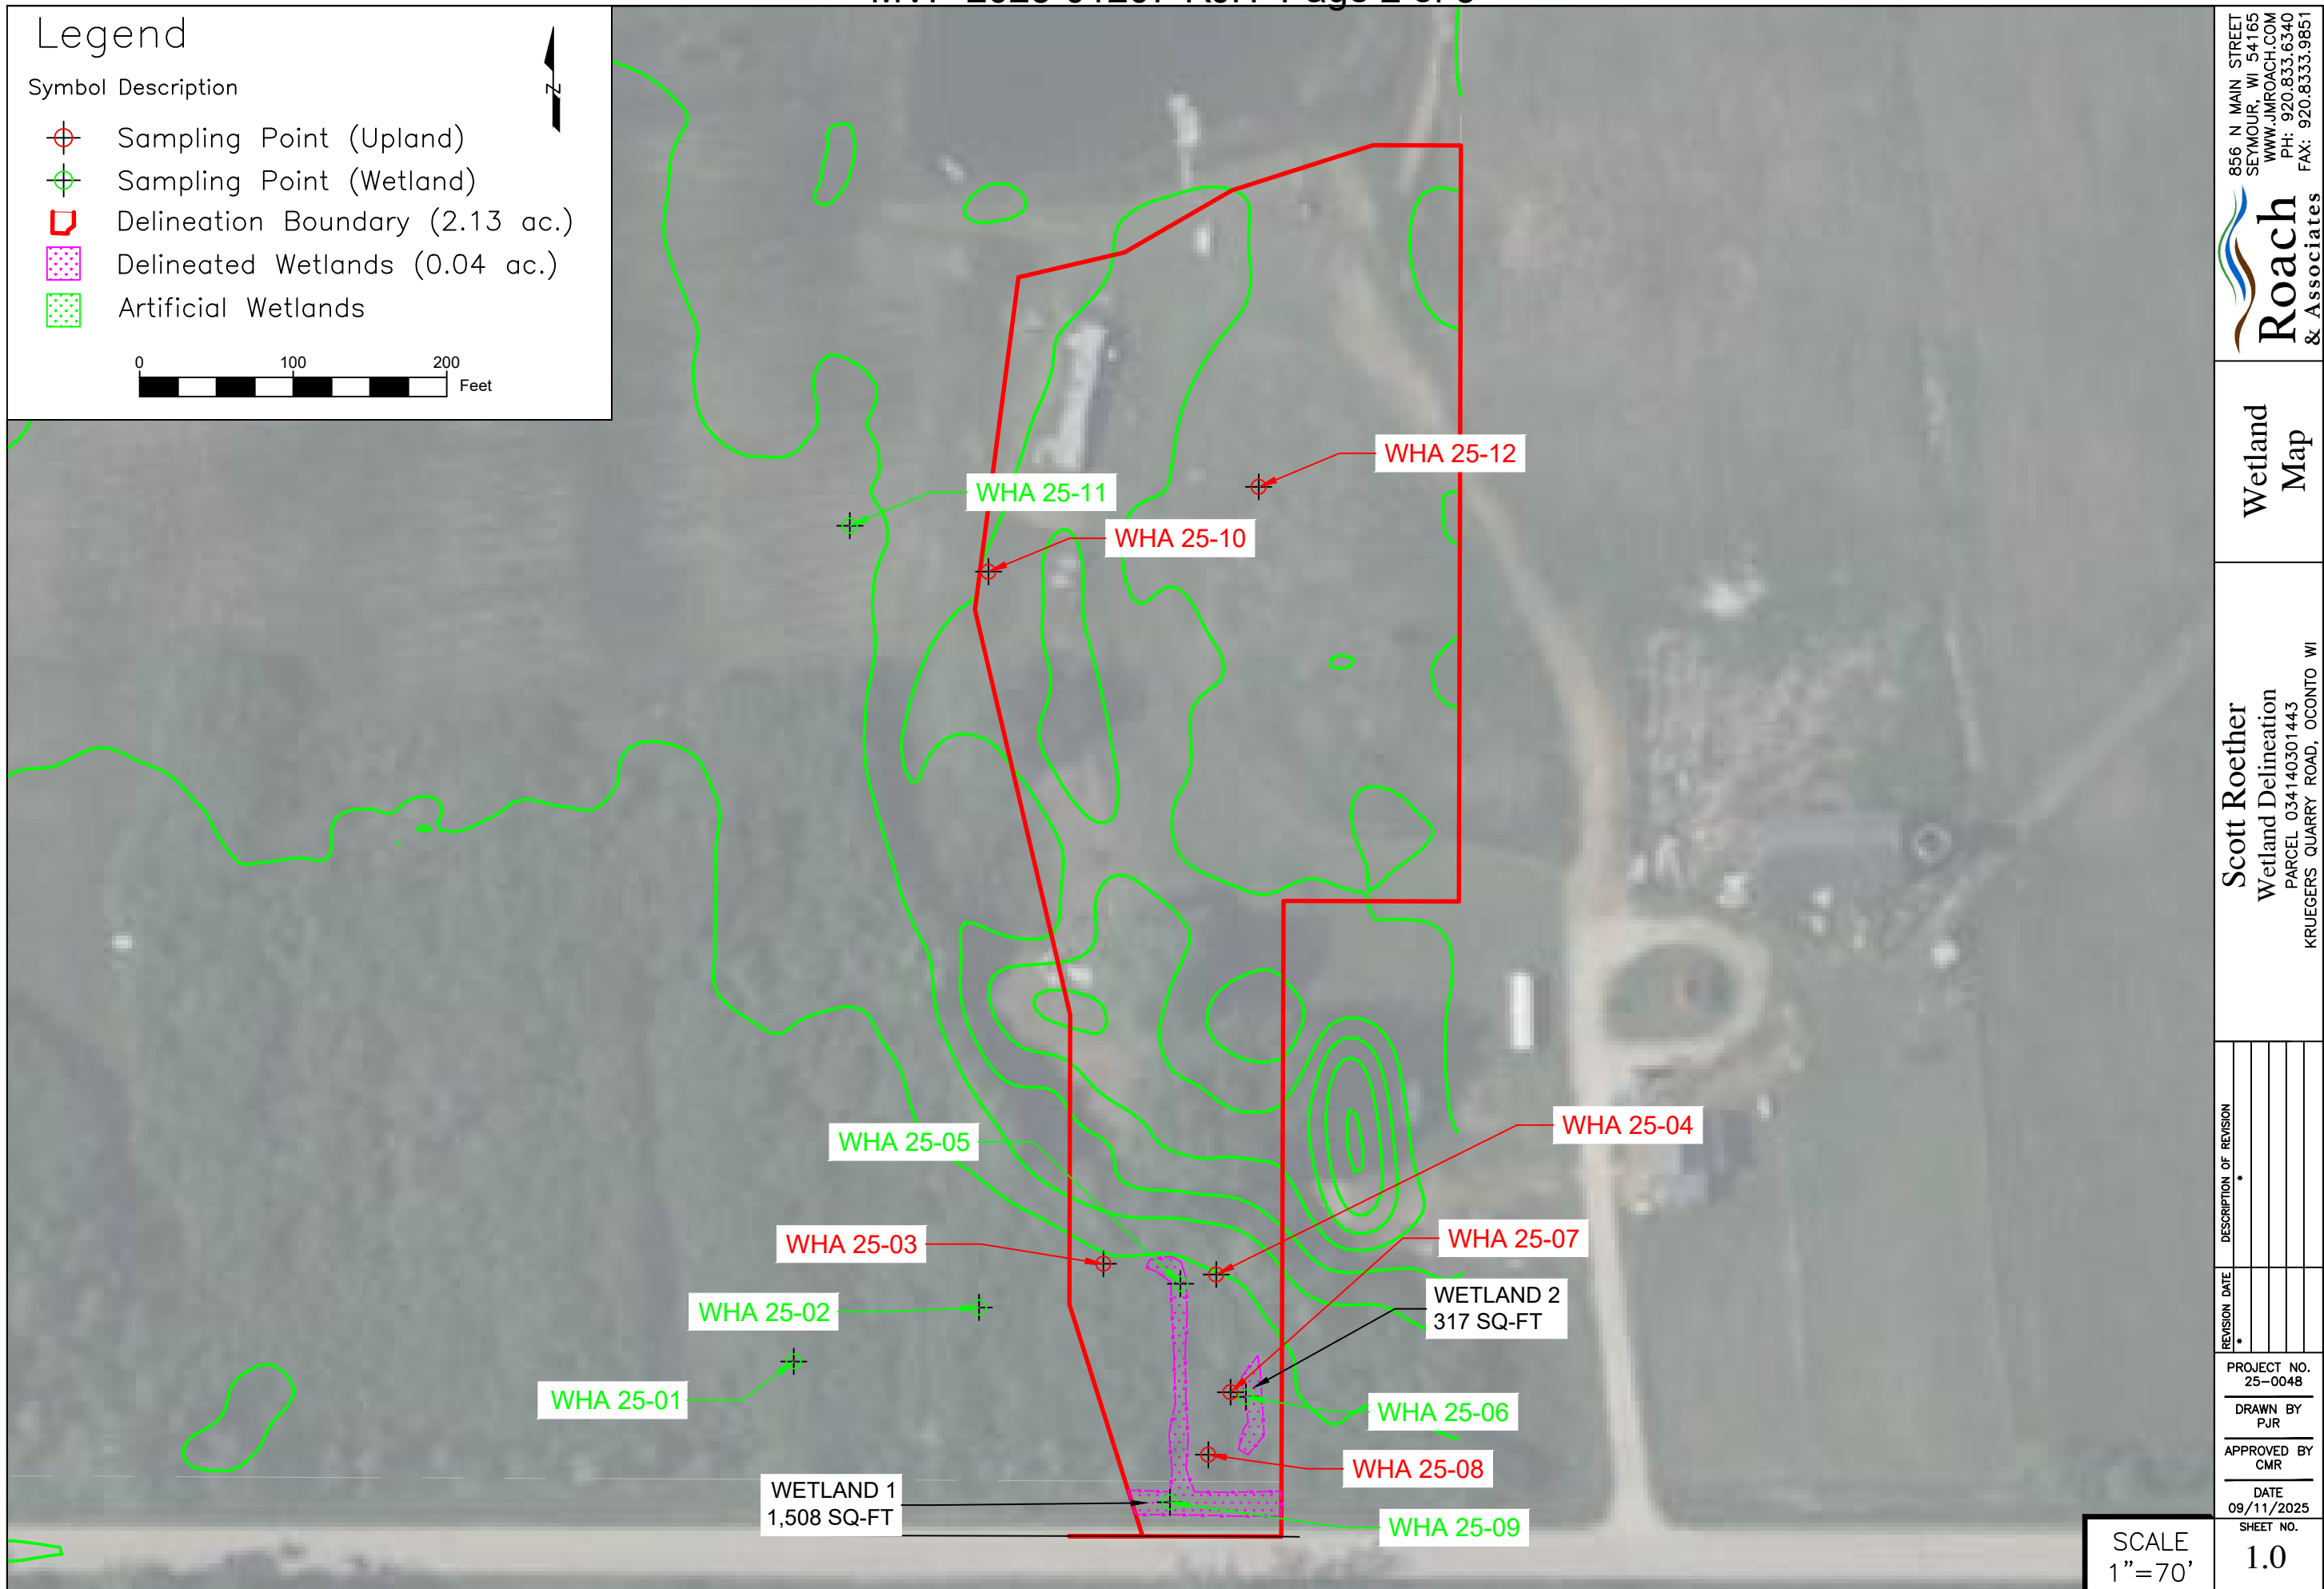 Page 2 of
Legend
N
Symbol Description
Sampling Point (Upland)
Sampling Point (Wetland)
Delineation Boundary (2.13 ac.)
Delineated Wetlands (0.04 ac.)
Artificial Wetlands
0 100 200
Feet
WHA 25-12
WHA 25-11
WHA 25-10
WHA 25-04
WHA 25-05
WHA 25-07
WHA 25-03
WETLAND 2
317 SQ-FT
WHA 25-02
WHA 25-01
WHA 25-06
WHA 25-08
WETLAND 1
1,508 SQ-FT
WHA 25-09
SCALE
1"=70'
856 N MAIN STREET
SEYMOUR, WI 54165
WWW.JMROACH.COM
PH: 920.833.6340
FAX: 920.8333.9851
Roach
& Associates
Wetland
Map
Scott Roether
Wetland Delineation
PARCEL 034140301443
KRUEGERS QUARRY ROAD, OCONTO WI
DESCRIPTION OF REVISION
*
REVISION DATE
*
PROJECT NO.
25-0048
DRAWN BY
PJR
APPROVED BY
CMR
DATE
09/11/2025
SHEET NO.
1.0